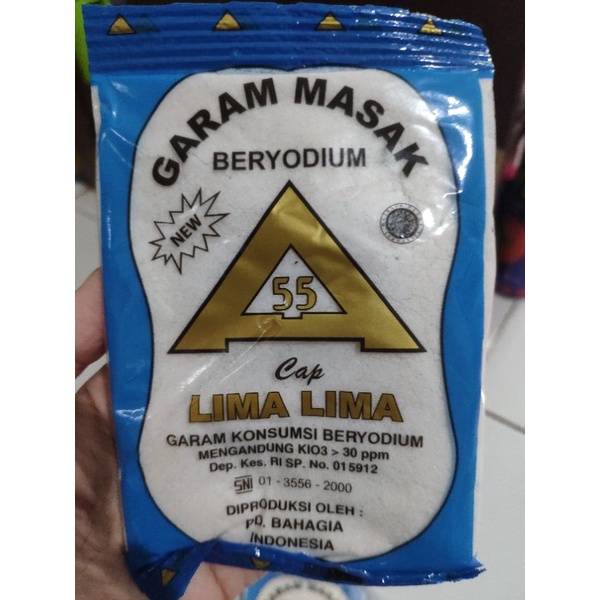 GARAM MASAK
BERYODIUM
NEW
55
Cap
LIMA LIMA
GARAM KONSUMSI BERYODIUM
MENGANDUNG KIO3 > 30 ppm
Dep. Kes. RI SP. No. 015912
SNI 01 - 3556 - 2000
DIPRODUKSI OLEH :
PD. BAHAGIA
INDONESIA